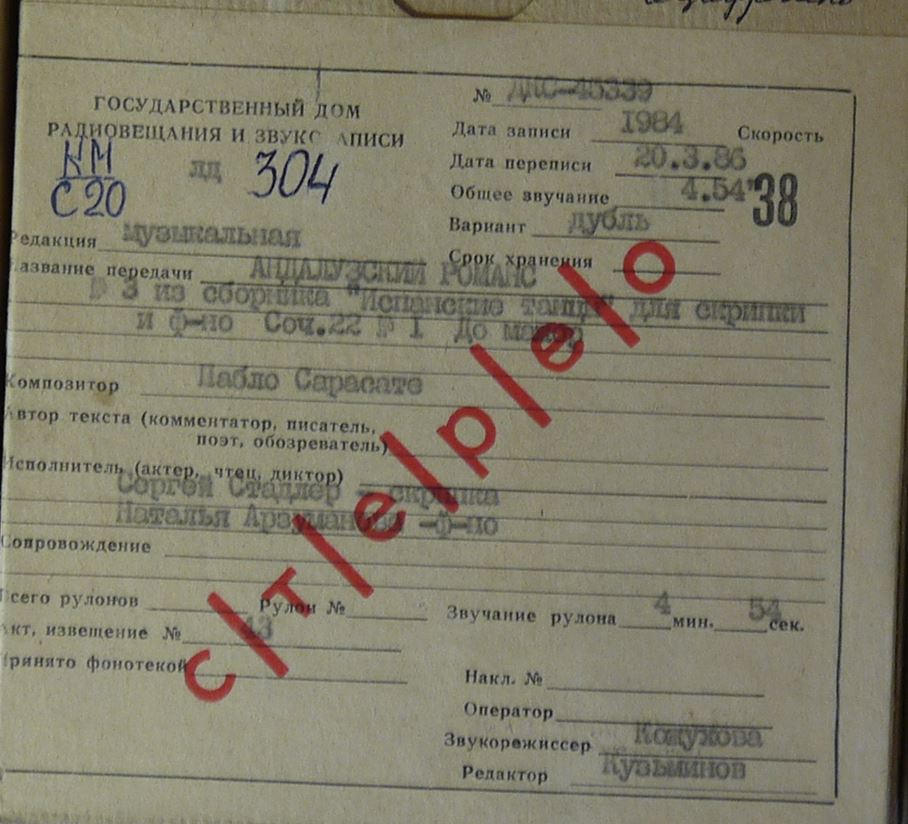 ГОСУДАРСТВЕННЫЙ ДОМ
РАДИОВЕЩАНИЯ И ЗВУКОЗАПИСИ
НМ
С20
лд 304
№ ДКС-45339
Дата записи 1984 Скорость
Дата переписи 20.3.86
Общее звучание 4.54" 38
Вариант дубль
Срок хранения
Редакция музыкальная
Название передачи АНДАЛУЗСКИЙ РОМАНС
№ 3 из сборника "Испанские танцы" для скрипки
и ф-но Соч.22 № 1 До мажор
Композитор Пабло Сарасате
Автор текста (комментатор, писатель,
поэт, обозреватель)
Исполнитель (актер, чтец, диктор)
Сергей Стадлер - скрипка
Наталья Арзуманова -ф-но
Сопровождение
Всего рулонов Рулон № Звучание рулона 4 мин. 54 сек.
Акт, извещение № 43
Принято фонотекой
с/т/е/р/е/о
Накл. №
Оператор
Звукорежиссер Кожухова
Редактор Кузьминов